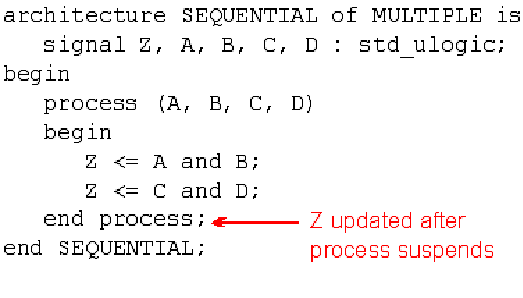 architecture SEQUENTIAL of MULTIPLE is
signal Z, A, B, C, D : std_ulogic;
begin
process (A, B, C, D)
begin
Z <= A and B;
Z <= C and D;
end process;
Z updated after
process suspends
end SEQUENTIAL;